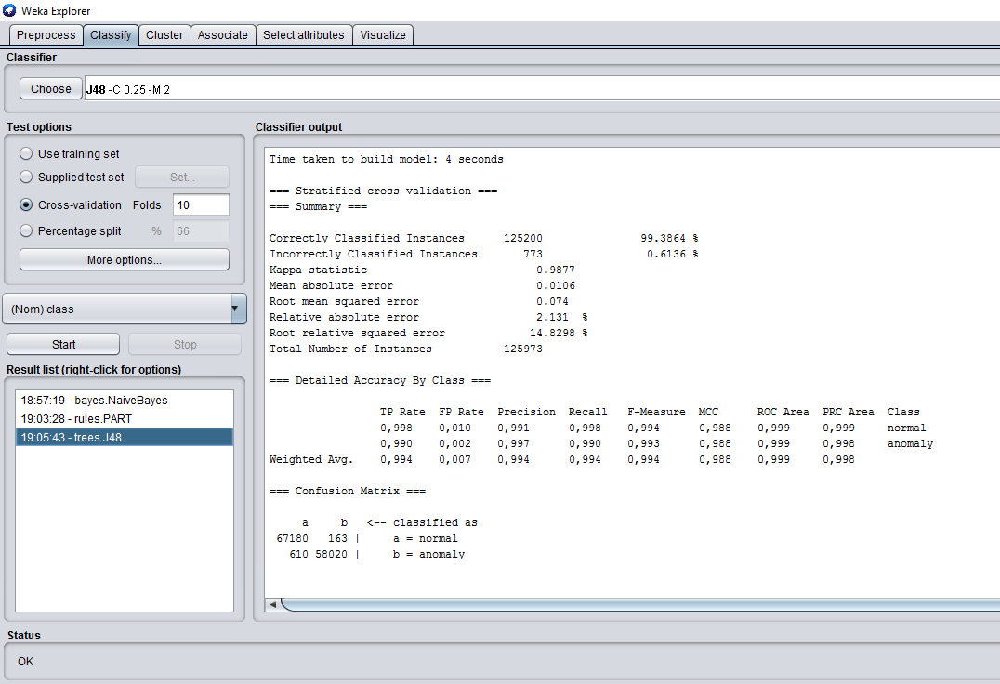 Weka Explorer
Preprocess Classify Cluster Associate Select attributes Visualize
Classifier
Choose J48 -C 0.25 -M 2
Test options
Use training set
Supplied test set Set...
Cross-validation Folds 10
Percentage split % 66
More options...
(Nom) class
Start Stop
Result list (right-click for options)
18:57:19 - bayes.NaiveBayes
19:03:28 - rules.PART
19:05:43 - trees.J48
Classifier output
Time taken to build model: 4 seconds
=== Stratified cross-validation ===
=== Summary ===
Correctly Classified Instances 125200 99.3864 %
Incorrectly Classified Instances 773 0.6136 %
Kappa statistic 0.9877
Mean absolute error 0.0106
Root mean squared error 0.074
Relative absolute error 2.131 %
Root relative squared error 14.8298 %
Total Number of Instances 125973
=== Detailed Accuracy By Class ===
TP Rate FP Rate Precision Recall F-Measure MCC ROC Area PRC Area Class
0,998 0,010 0,991 0,998 0,994 0,988 0,999 0,999 normal
0,990 0,002 0,997 0,990 0,993 0,988 0,999 0,998 anomaly
Weighted Avg. 0,994 0,007 0,994 0,994 0,994 0,988 0,999 0,998
=== Confusion Matrix ===
a b <-- classified as
67180 163 | a = normal
610 58020 | b = anomaly
Status
OK